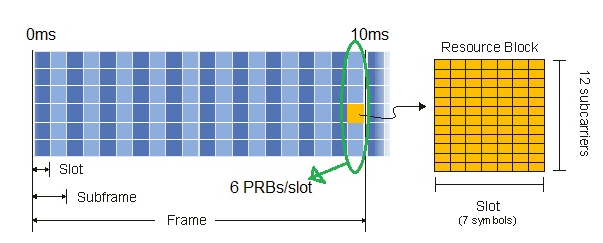 0ms
10ms
Resource Block
12 subcarriers
Slot
6 PRBs/slot
Subframe
Frame
Slot
(7 symbols)